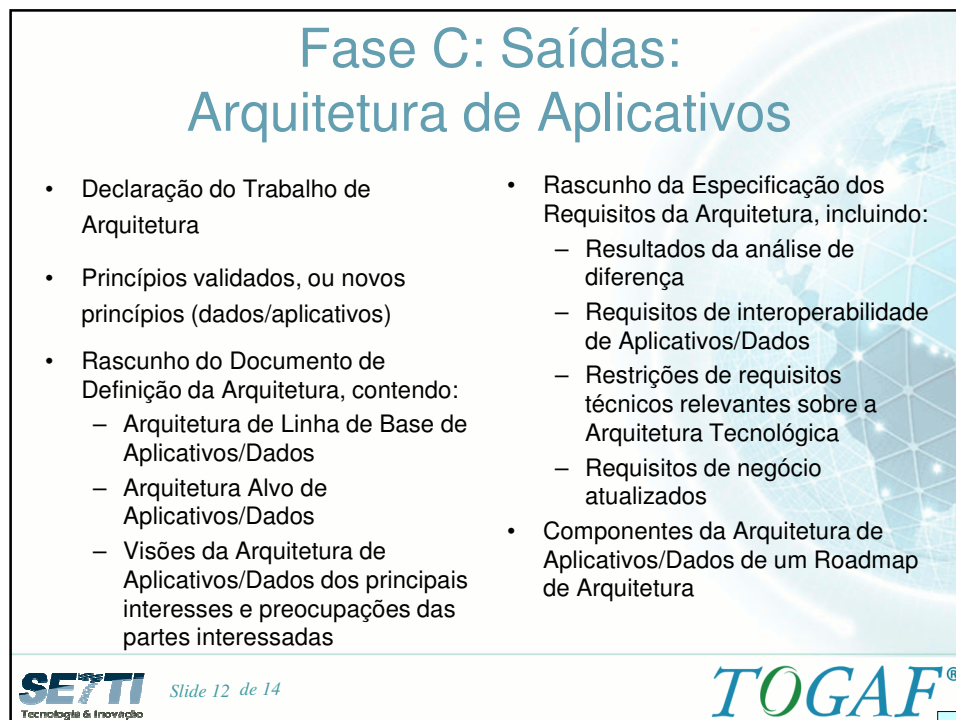 Fase C: Saídas:
Arquitetura de Aplicativos
• Declaração do Trabalho de
Arquitetura
• Princípios validados, ou novos
princípios (dados/aplicativos)
• Rascunho do Documento de
Definição da Arquitetura, contendo:
– Arquitetura de Linha de Base de
Aplicativos/Dados
– Arquitetura Alvo de
Aplicativos/Dados
– Visões da Arquitetura de
Aplicativos/Dados dos principais
interesses e preocupações das
partes interessadas
• Rascunho da Especificação dos
Requisitos da Arquitetura, incluindo:
– Resultados da análise de
diferença
– Requisitos de interoperabilidade
de Aplicativos/Dados
– Restrições de requisitos
técnicos relevantes sobre a
Arquitetura Tecnológica
– Requisitos de negócio
atualizados
• Componentes da Arquitetura de
Aplicativos/Dados de um Roadmap
de Arquitetura
SE7TI
Tecnologia & Inovação
Slide 12 de 14
TOGAF®